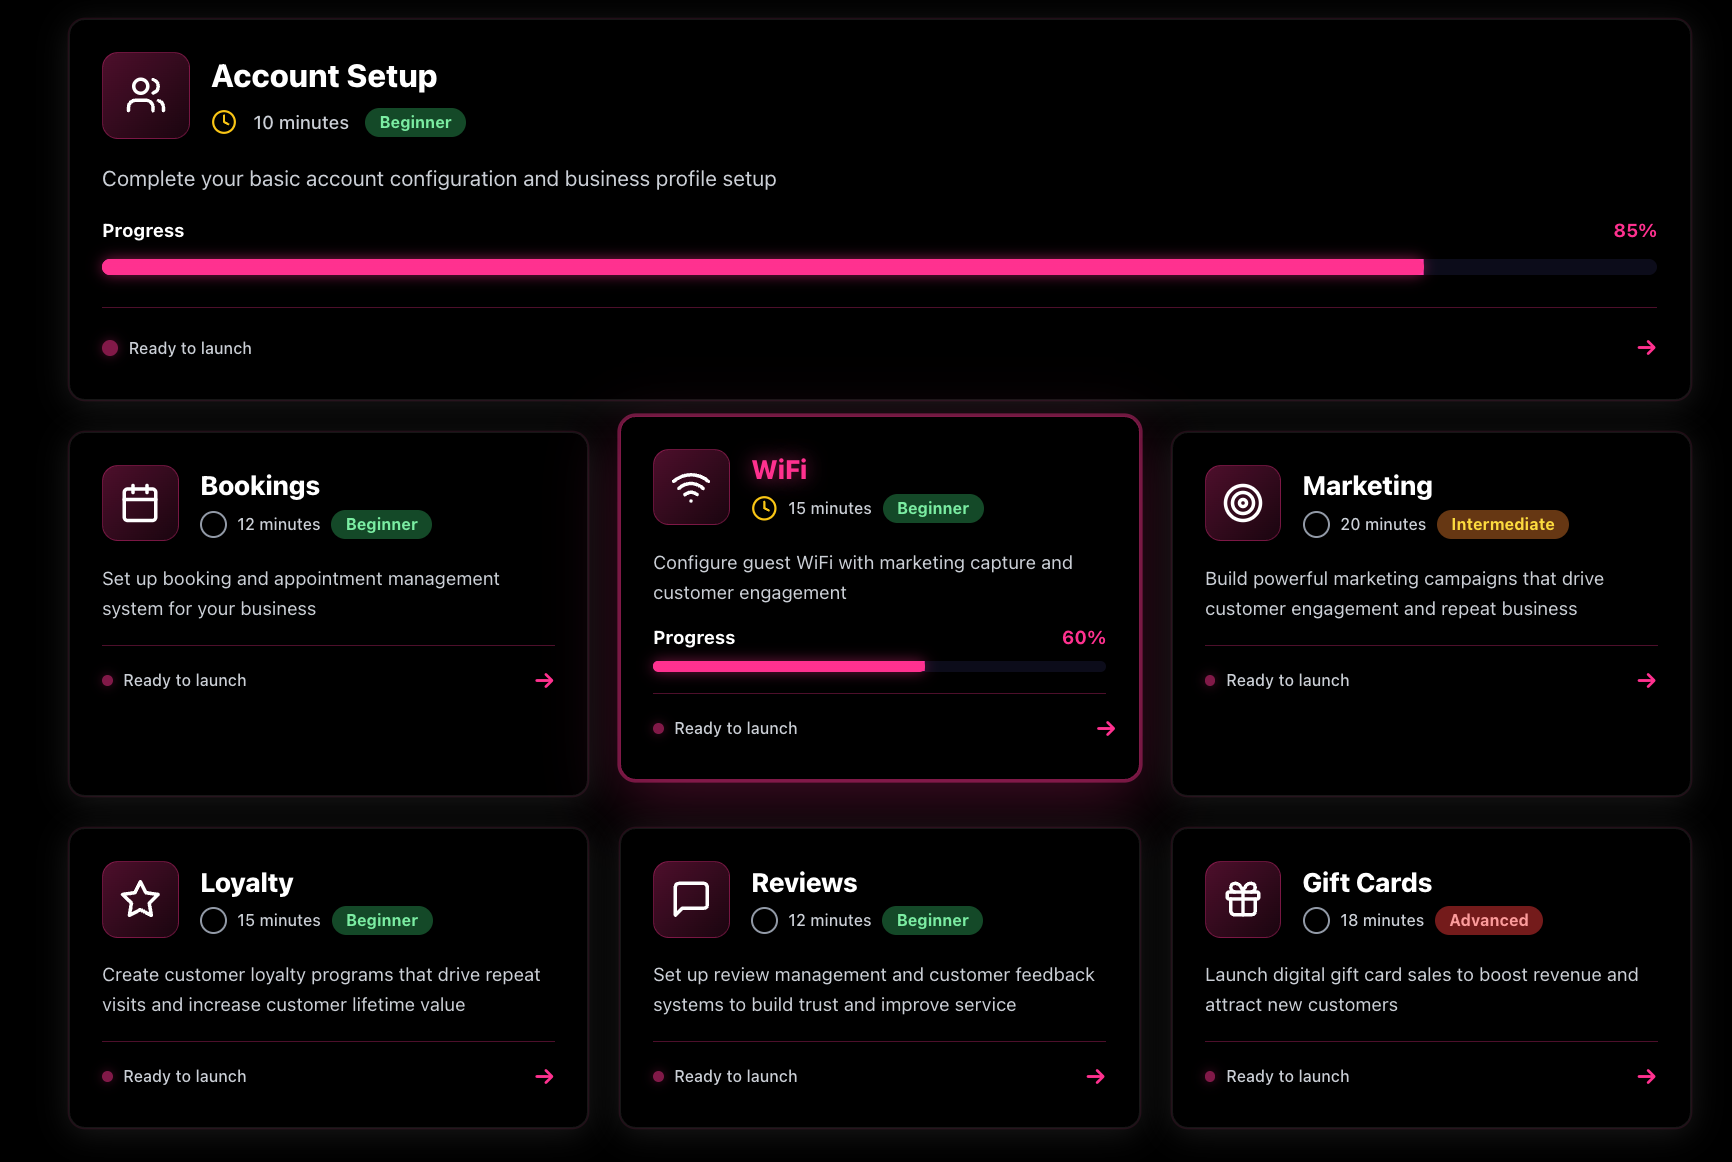 Account Setup
10 minutes Beginner
Complete your basic account configuration and business profile setup
Progress 85%
Ready to launch
Bookings
12 minutes Beginner
Set up booking and appointment management
system for your business
Ready to launch
WiFi
15 minutes Beginner
Configure guest WiFi with marketing capture and
customer engagement
Progress 60%
Ready to launch
Marketing
20 minutes Intermediate
Build powerful marketing campaigns that drive
customer engagement and repeat business
Ready to launch
Loyalty
15 minutes Beginner
Create customer loyalty programs that drive repeat
visits and increase customer lifetime value
Ready to launch
Reviews
12 minutes Beginner
Set up review management and customer feedback
systems to build trust and improve service
Ready to launch
Gift Cards
18 minutes Advanced
Launch digital gift card sales to boost revenue and
attract new customers
Ready to launch